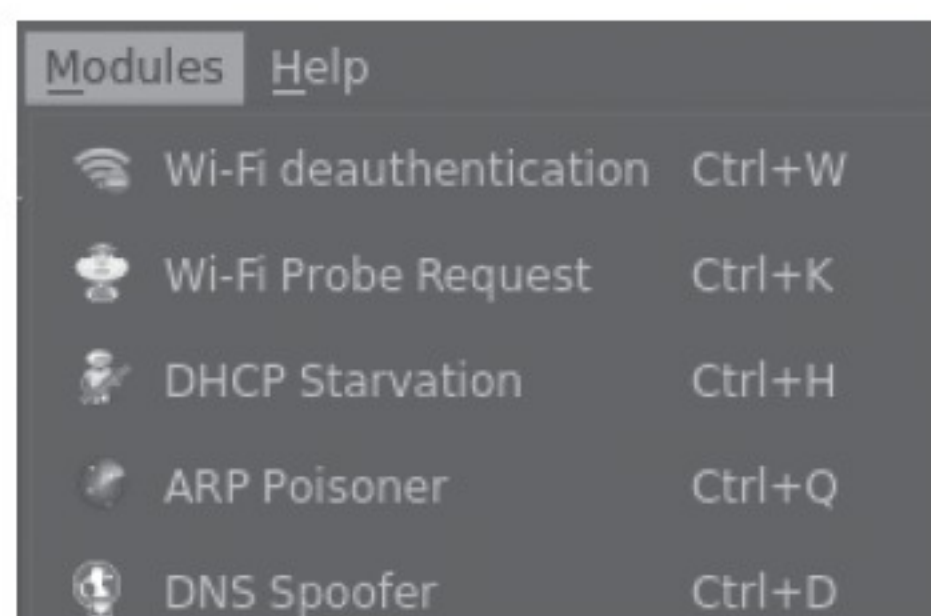 Modules Help
Wi-Fi deauthentication Ctrl+W
Wi-Fi Probe Request Ctrl+K
DHCP Starvation Ctrl+H
ARP Poisoner Ctrl+Q
DNS Spoofer Ctrl+D